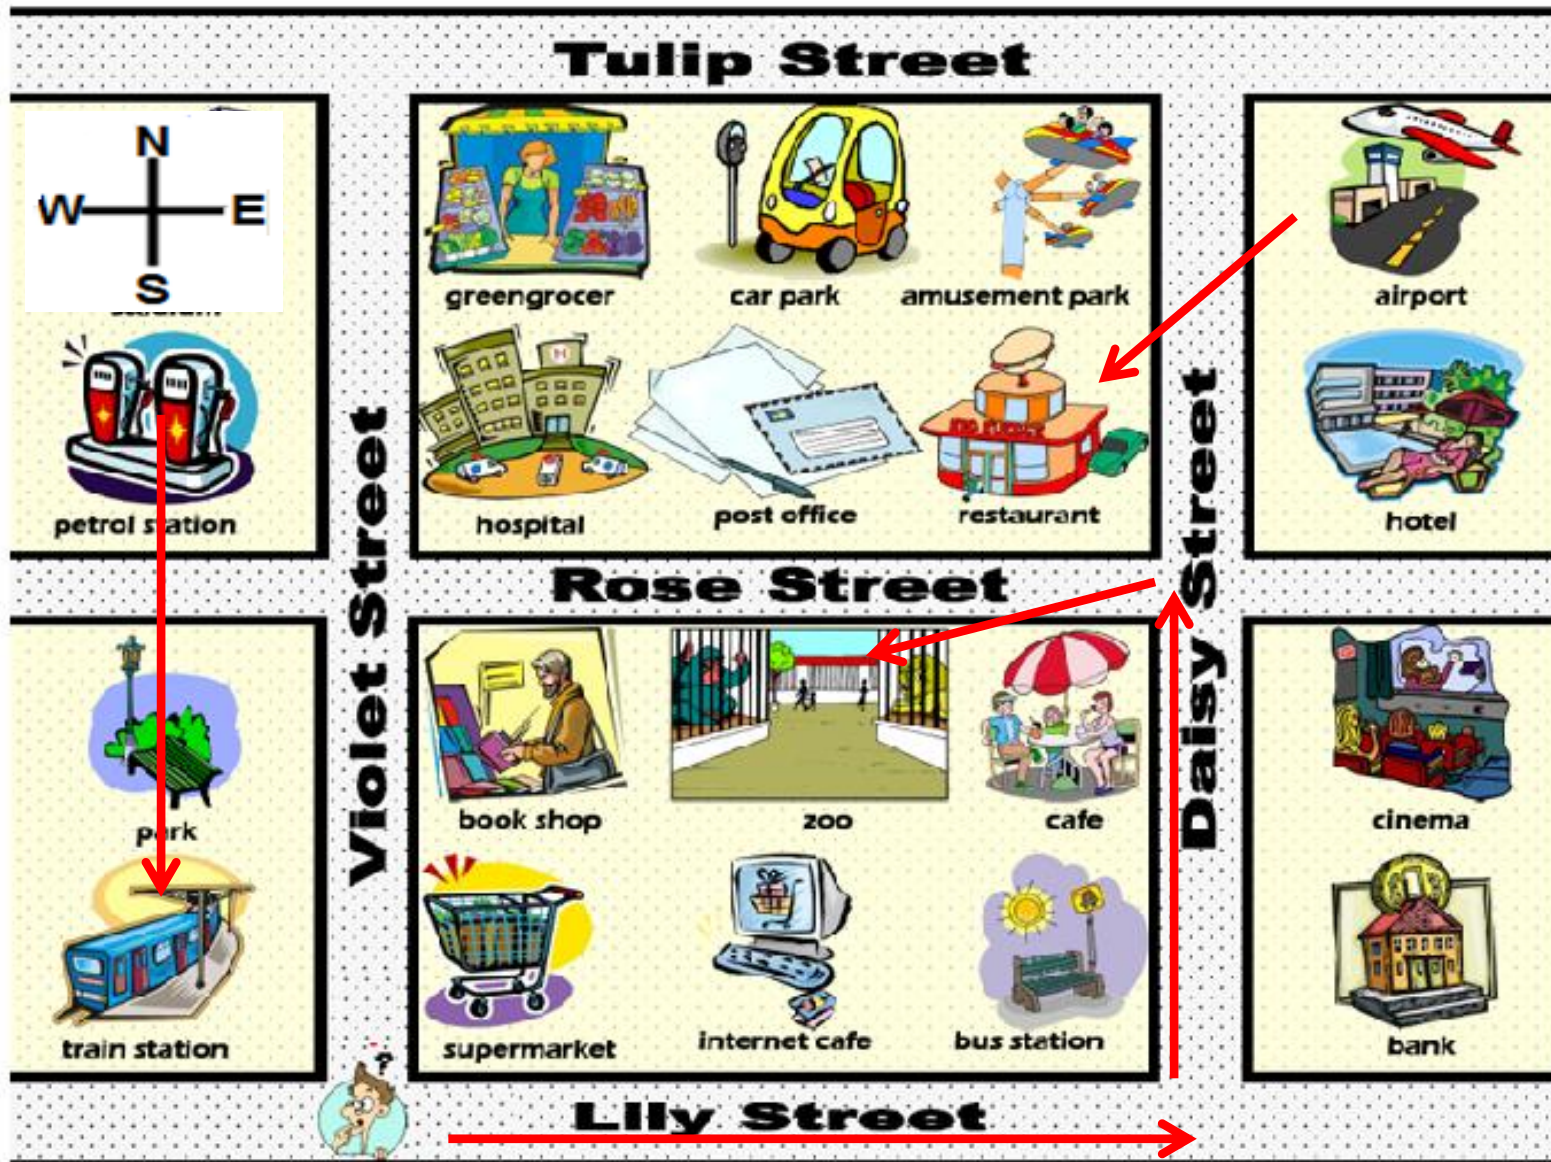 Tulip Street
N
W E
S
greengrocer
car park
amusement park
airport
H
petrol station
hospital
post office
restaurant
hotel
Violet Street
Rose Street
Daisy Street
park
book shop
zoo
cafe
cinema
train station
supermarket
internet cafe
bus station
bank
?
Lily Street